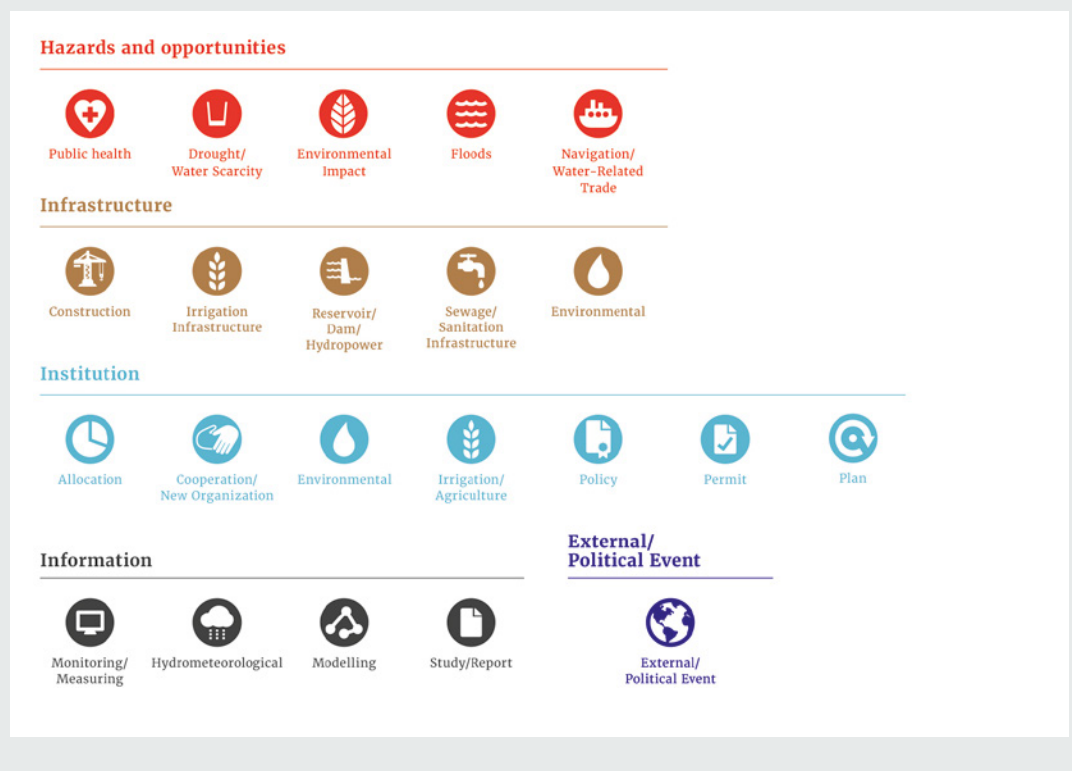 Hazards and opportunities
Public health
Drought/
Water Scarcity
Environmental
Impact
Floods
Navigation/
Water-Related
Trade
Infrastructure
Construction
Irrigation
Infrastructure
Reservoir/
Dam/
Hydropower
Sewage/
Sanitation
Infrastructure
Environmental
Institution
Allocation
Cooperation/
New Organization
Environmental
Irrigation/
Agriculture
Policy
Permit
Plan
Information
Monitoring/
Measuring
Hydrometeorological
Modelling
Study/Report
External/
Political Event
External/
Political Event